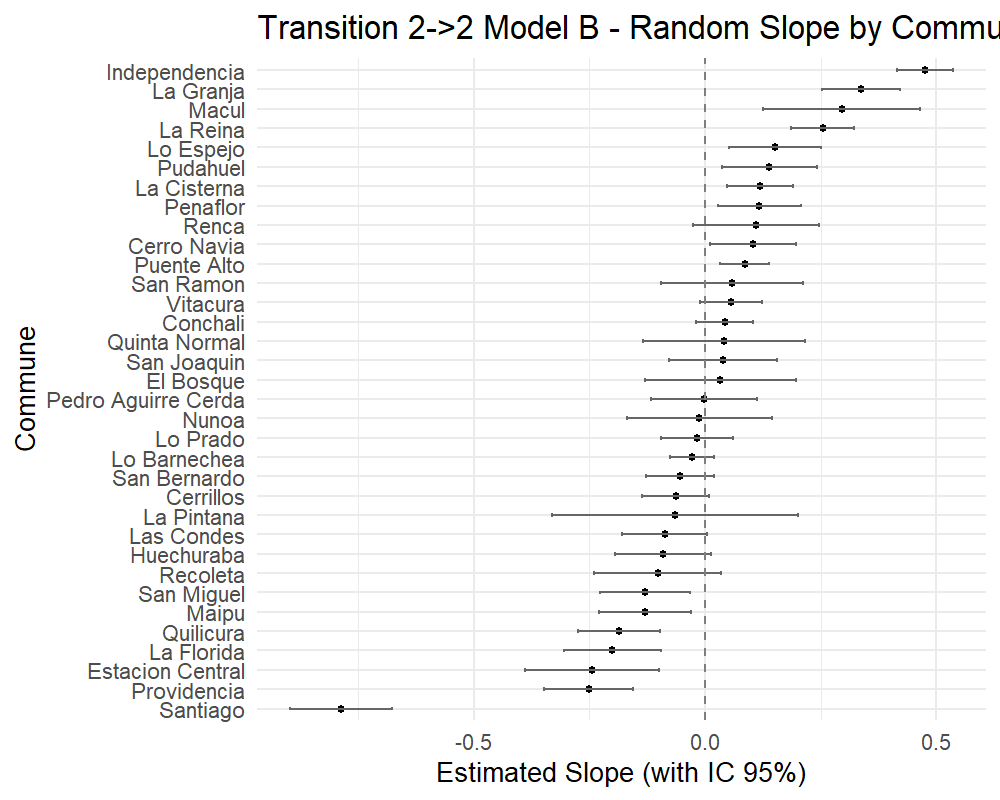 Transition 2->2 Model B - Random Slope by Commu
Independencia
La Granja
Macul
La Reina
Lo Espejo
Pudahuel
La Cisterna
Penaflor
Renca
Cerro Navia
Puente Alto
San Ramon
Vitacura
Conchali
Quinta Normal
San Joaquin
El Bosque
Pedro Aguirre Cerda
Nunoa
Lo Prado
Lo Barnechea
San Bernardo
Cerrillos
La Pintana
Las Condes
Huechuraba
Recoleta
San Miguel
Maipu
Quilicura
La Florida
Estacion Central
Providencia
Santiago
Commune
-0.5 0.0 0.5
Estimated Slope (with IC 95%)